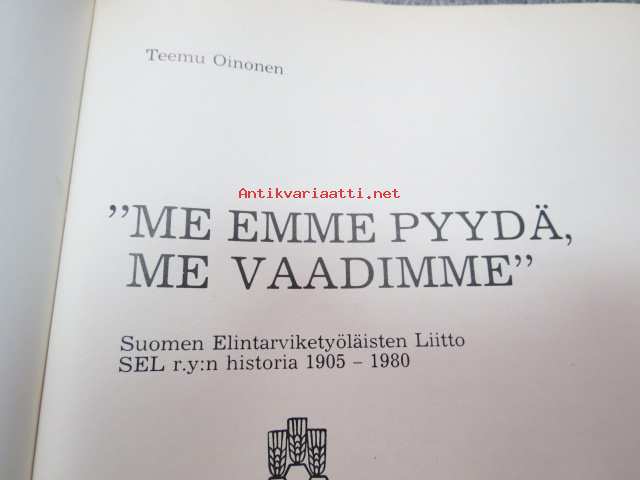 Teemu Oinonen
Antikvariaatti.net
”ME EMME PYYDÄ,
ME VAADIMME”
Suomen Elintarviketyöläisten Liitto
SEL r.y:n historia 1905 – 1980